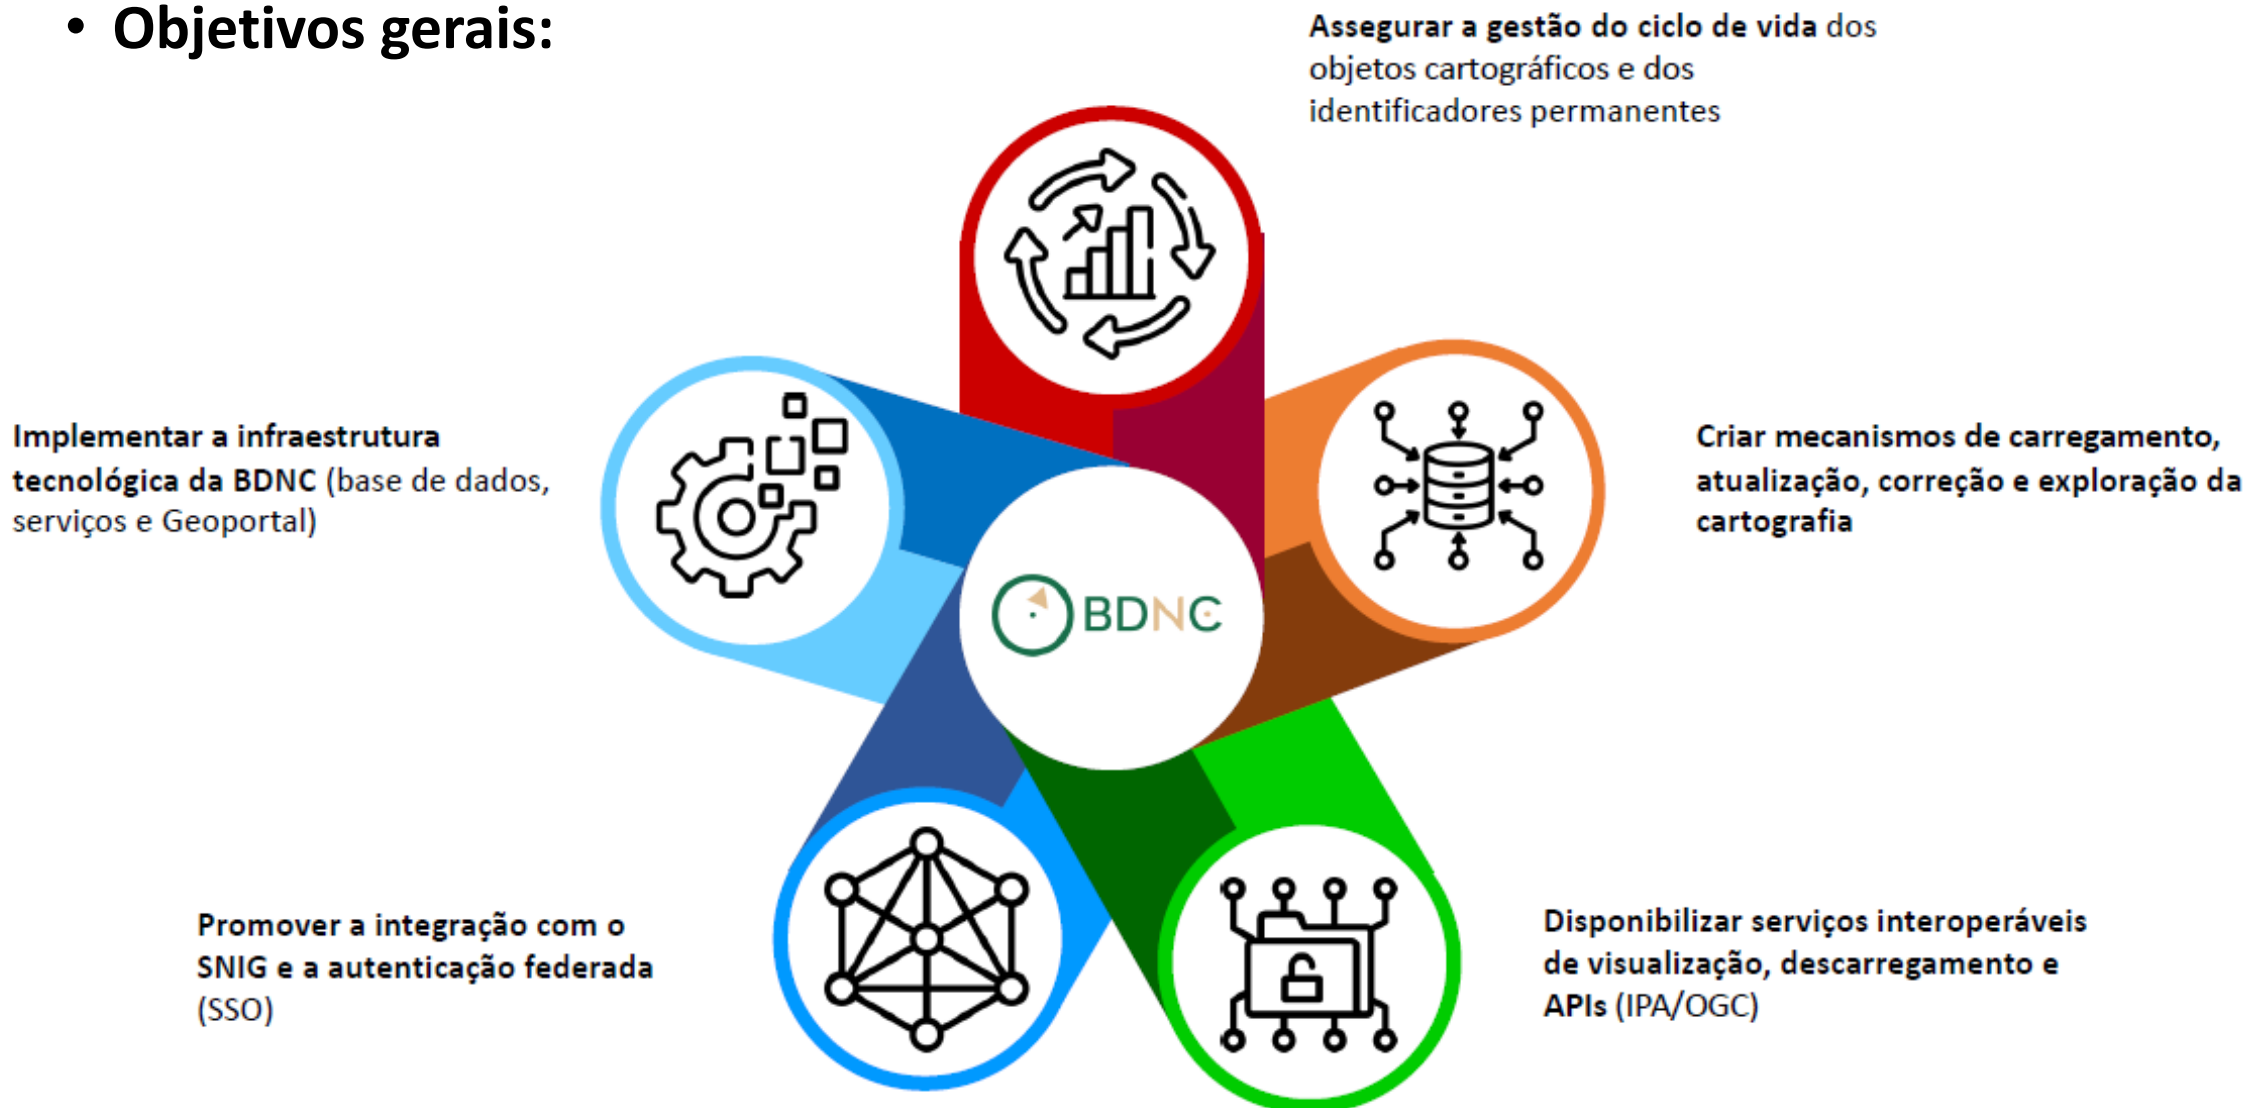 • Objetivos gerais:
Assegurar a gestão do ciclo de vida dos
objetos cartográficos e dos
identificadores permanentes
Implementar a infraestrutura
tecnológica da BDNC (base de dados,
serviços e Geoportal)
Criar mecanismos de carregamento,
atualização, correção e exploração da
cartografia
BDNC
Promover a integração com o
SNIG e a autenticação federada
(SSO)
Disponibilizar serviços interoperáveis
de visualização, descarregamento e
APIs (IPA/OGC)